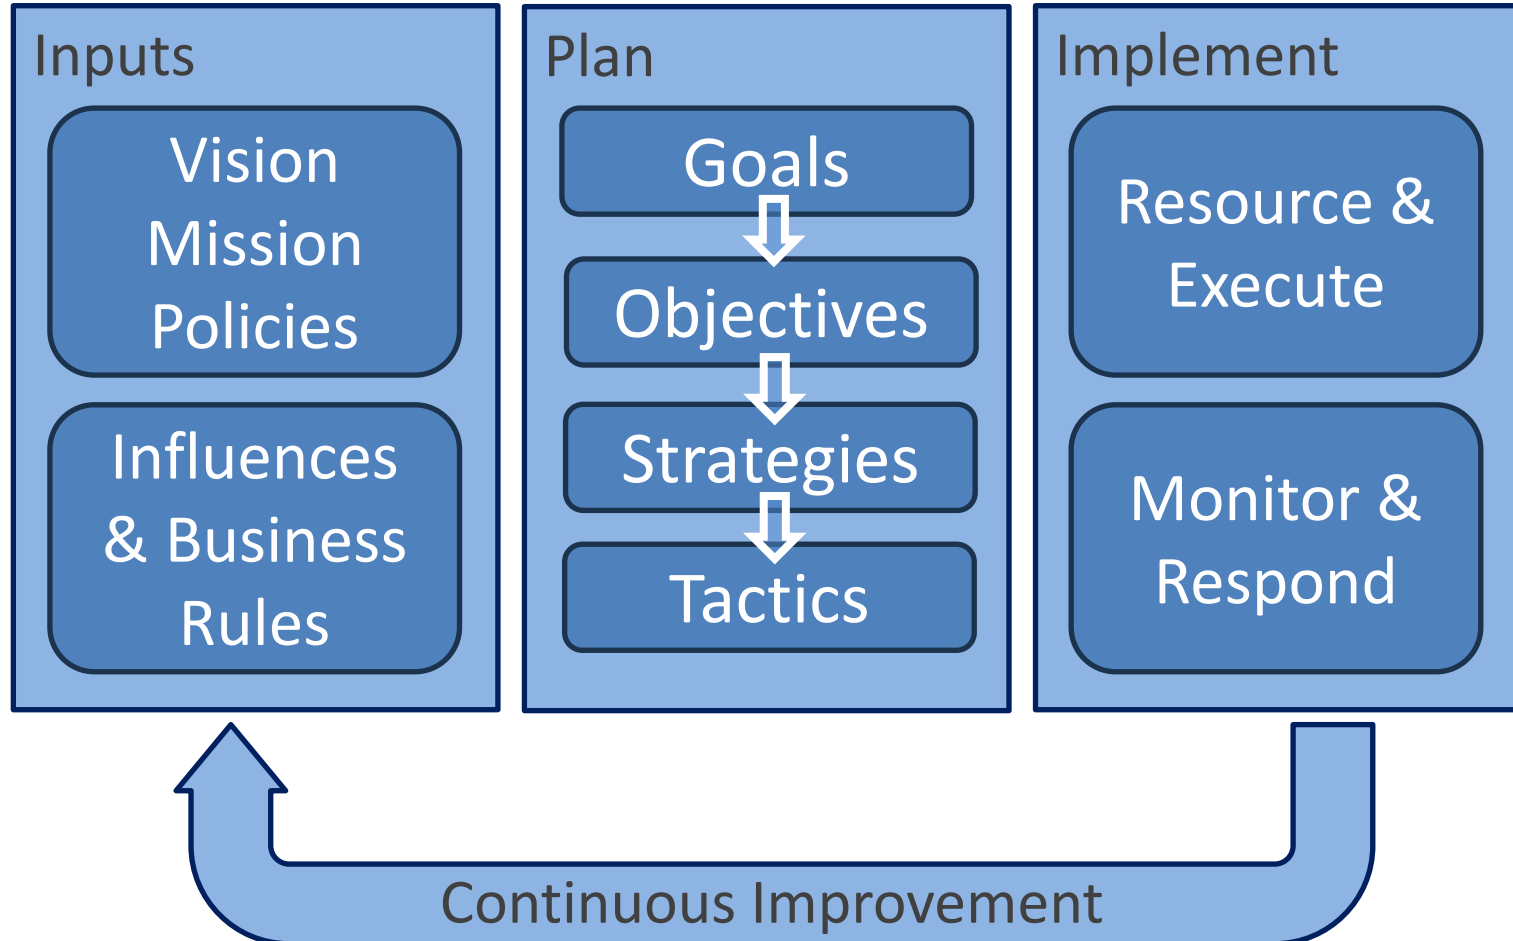 Inputs
Vision
Mission
Policies
Influences
& Business
Rules
Plan
Goals
Objectives
Strategies
Tactics
Implement
Resource &
Execute
Monitor &
Respond
Continuous Improvement